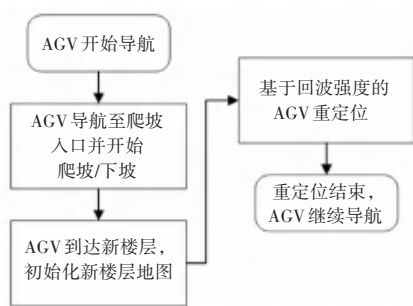 AGV 开始导航
AGV 导航至爬坡
入口并开始
爬坡/下坡
AGV 到达新楼层，
初始化新楼层地图
基于回波强度的
AGV 重定位
重定位结束，
AGV 继续导航